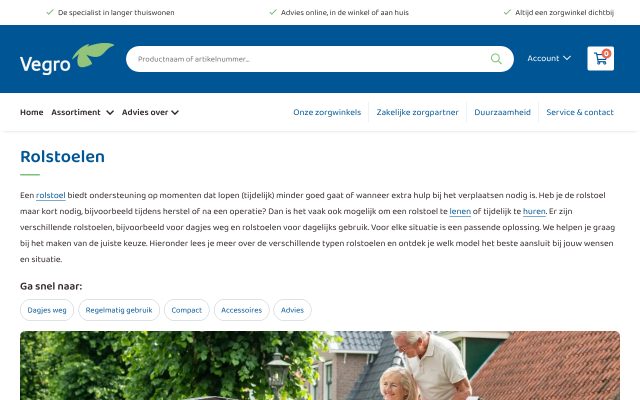 De specialist in langer thuiswonen
Advies online, in de winkel of aan huis
Altijd een zorgwinkel dichtbij
Vegro
Productnaam of artikelnummer...
Account
0
Home
Assortiment
Advies over
Onze zorgwinkels
Zakelijke zorgpartner
Duurzaamheid
Service & contact
Rolstoelen
Een rolstoel biedt ondersteuning op momenten dat lopen (tijdelijk) minder goed gaat of wanneer extra hulp bij het verplaatsen nodig is. Heb je de rolstoel
maar kort nodig, bijvoorbeeld tijdens herstel of na een operatie? Dan is het vaak ook mogelijk om een rolstoel te lenen of tijdelijk te huren. Er zijn
verschillende rolstoelen, bijvoorbeeld voor dagjes weg en rolstoelen voor dagelijks gebruik. Voor elke situatie is een passende oplossing. We helpen je graag
bij het maken van de juiste keuze. Hieronder lees je meer over de verschillende typen rolstoelen en ontdek je welk model het beste aansluit bij jouw wensen
en situatie.
Ga snel naar:
Dagjes weg
Regelmatig gebruik
Compact
Accessoires
Advies